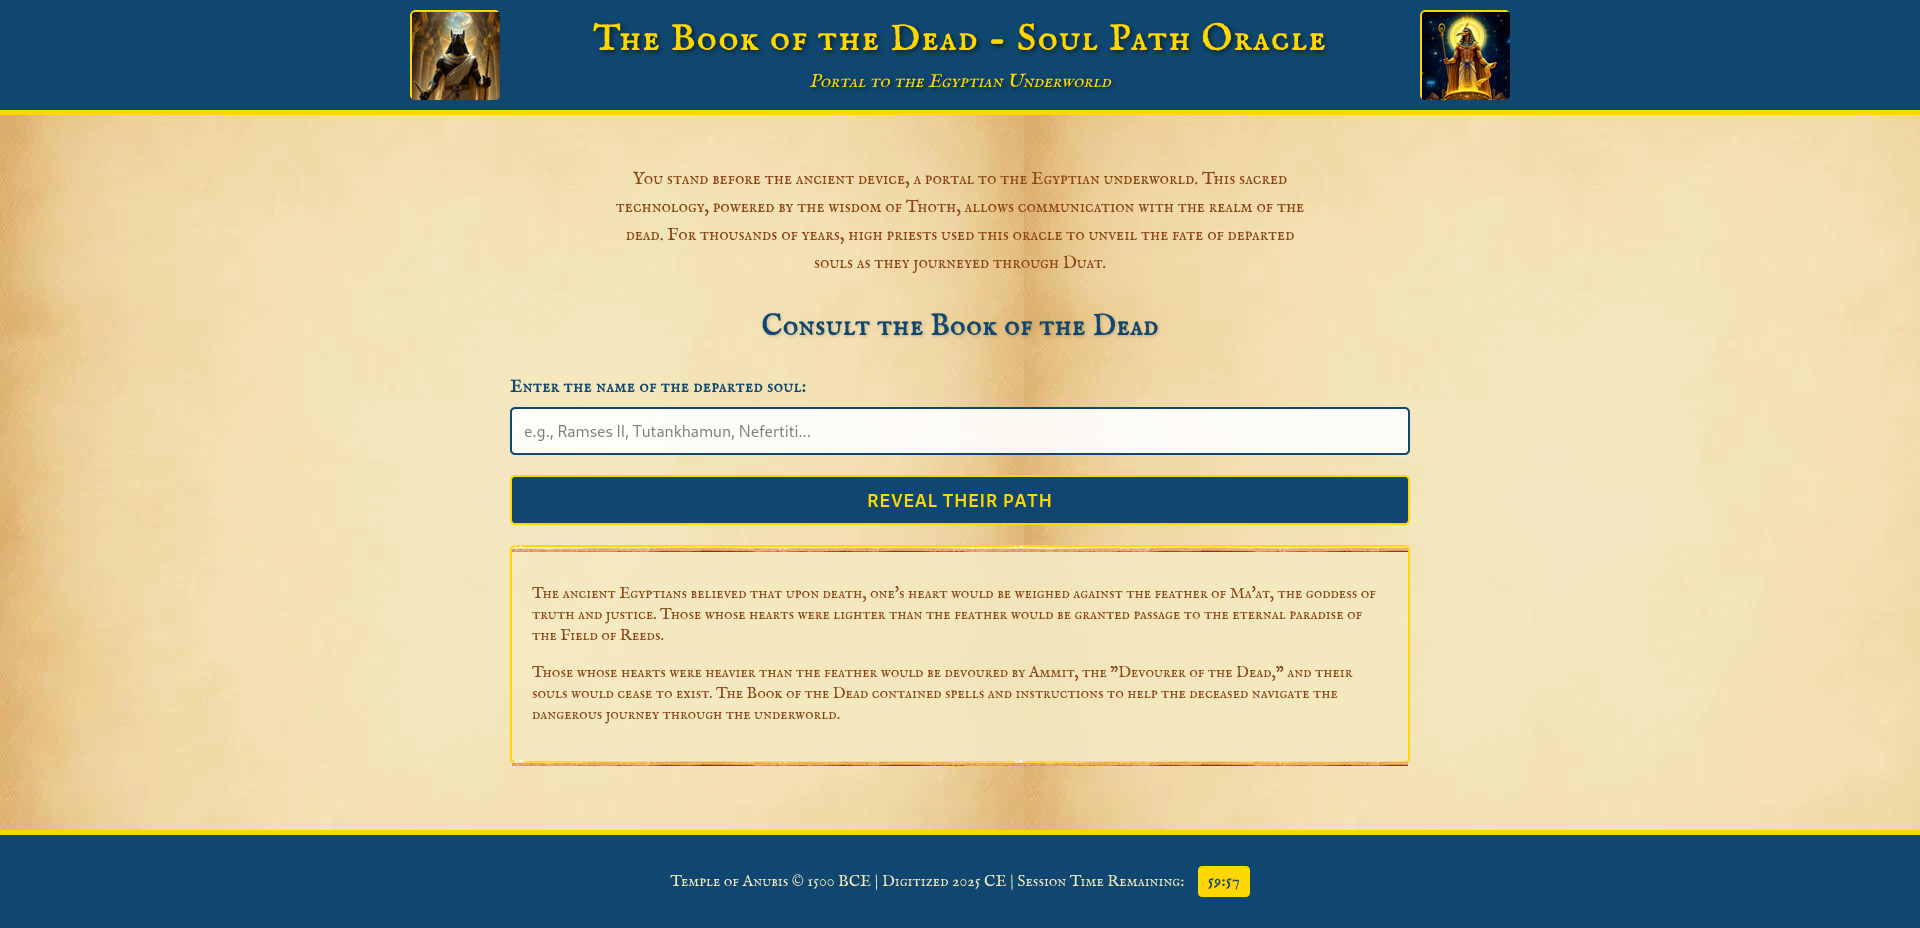 The Book of the Dead - Soul Path Oracle
Portal to the Egyptian Underworld
You stand before the ancient device, a portal to the Egyptian underworld. This sacred
technology, powered by the wisdom of Thoth, allows communication with the realm of the
dead. For thousands of years, high priests used this oracle to unveil the fate of departed
souls as they journeyed through Duat.
Consult the Book of the Dead
Enter the name of the departed soul:
e.g., Ramses II, Tutankhamun, Nefertiti...
REVEAL THEIR PATH
The ancient Egyptians believed that upon death, one's heart would be weighed against the feather of Ma'at, the goddess of
truth and justice. Those whose hearts were lighter than the feather would be granted passage to the eternal paradise of
the Field of Reeds.
Those whose hearts were heavier than the feather would be devoured by Ammit, the "Devourer of the Dead," and their
souls would cease to exist. The Book of the Dead contained spells and instructions to help the deceased navigate the
dangerous journey through the underworld.
Temple of Anubis © 1500 BCE | Digitized 2025 CE | Session Time Remaining: 59:57